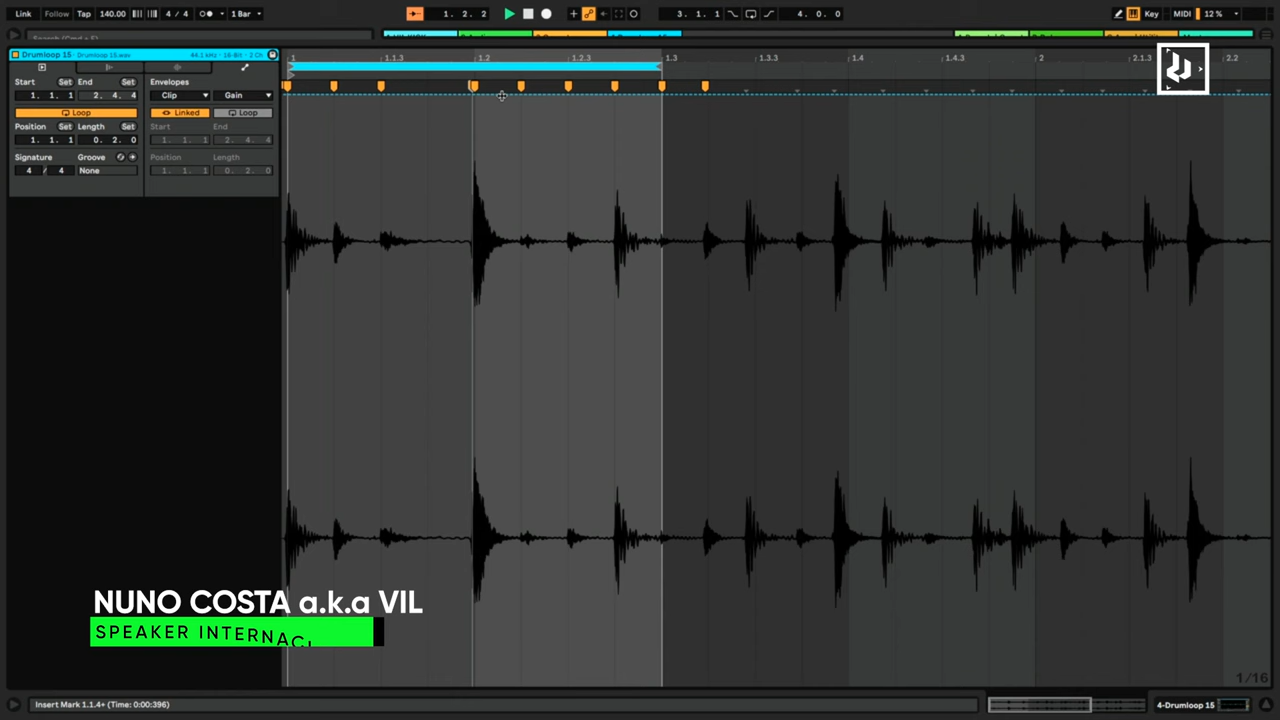 Link Follow Tap 140.00 4 / 4 1 Bar 1. 2. 2 3. 1. 1 4. 0. 0 Key MIDI 12 %
Drumloop 15 Drumloop 15.wav 44.1 kHz 16-Bit 2 Ch
1 1.1.3 1.2 1.2.3 1.3 1.3.3 1.4 1.4.3 2 2.1.3 2.2
Start Set End Set Envelopes
1. 1. 1 2. 4. 4 Clip Gain
Loop Linked Loop
Position Set Length Set Start End
1. 1. 1 0. 2. 0 1. 1. 1 2. 4. 4
Signature Groove Position Length
4 / 4 None 1. 1. 1 0. 2. 0
NUNO COSTA a.k.a VIL
SPEAKER INTERNAC
1/16
Insert Mark 1.1.4+ (Time: 0:00:396)
4-Drumloop 15